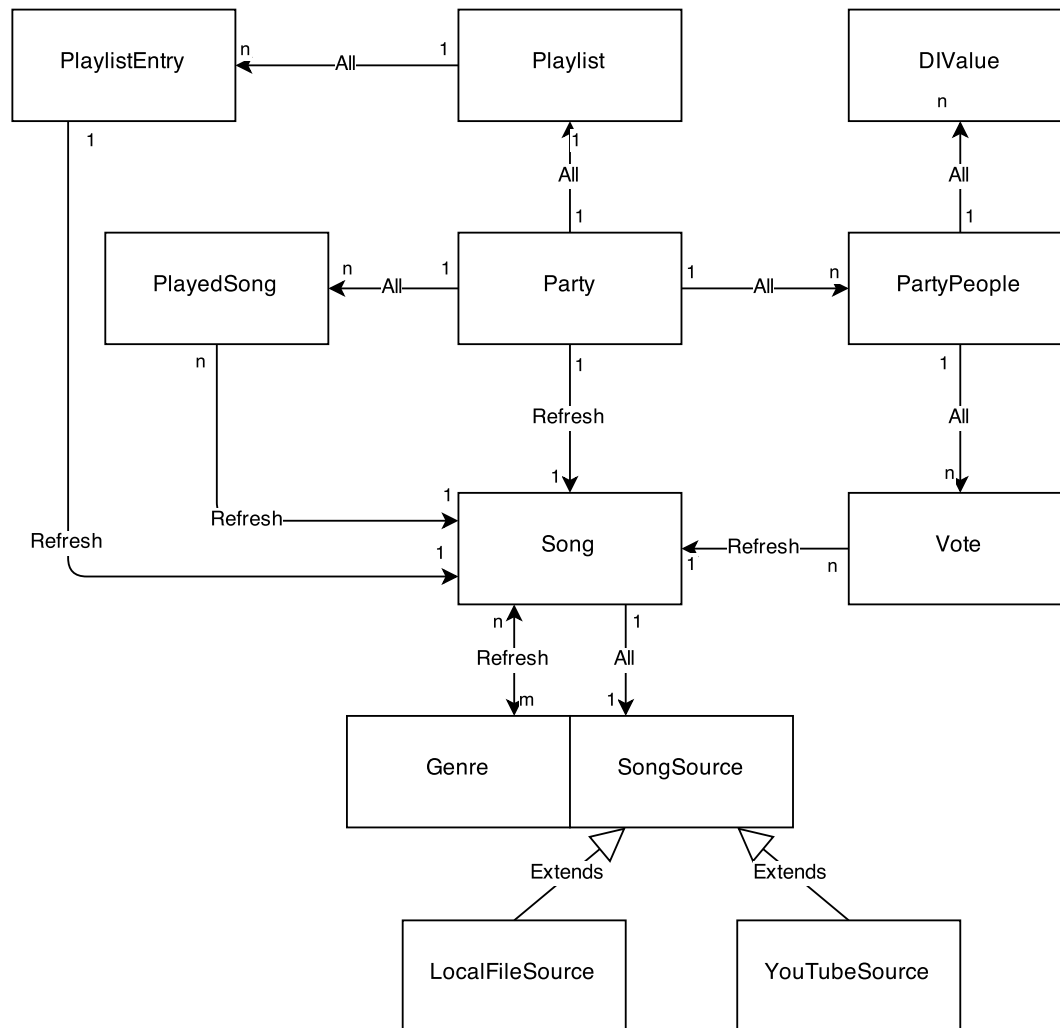 PlaylistEntry
n
All
1
Playlist
DIValue
n
1
1
All
All
1
1
PlayedSong
n
All
1
Party
1
All
n
PartyPeople
n
1
1
Refresh
All
1
n
1
Refresh
Refresh
1
Song
1
Refresh
n
Vote
n
Refresh
m
1
All
1
Genre
SongSource
Extends
Extends
LocalFileSource
YouTubeSource